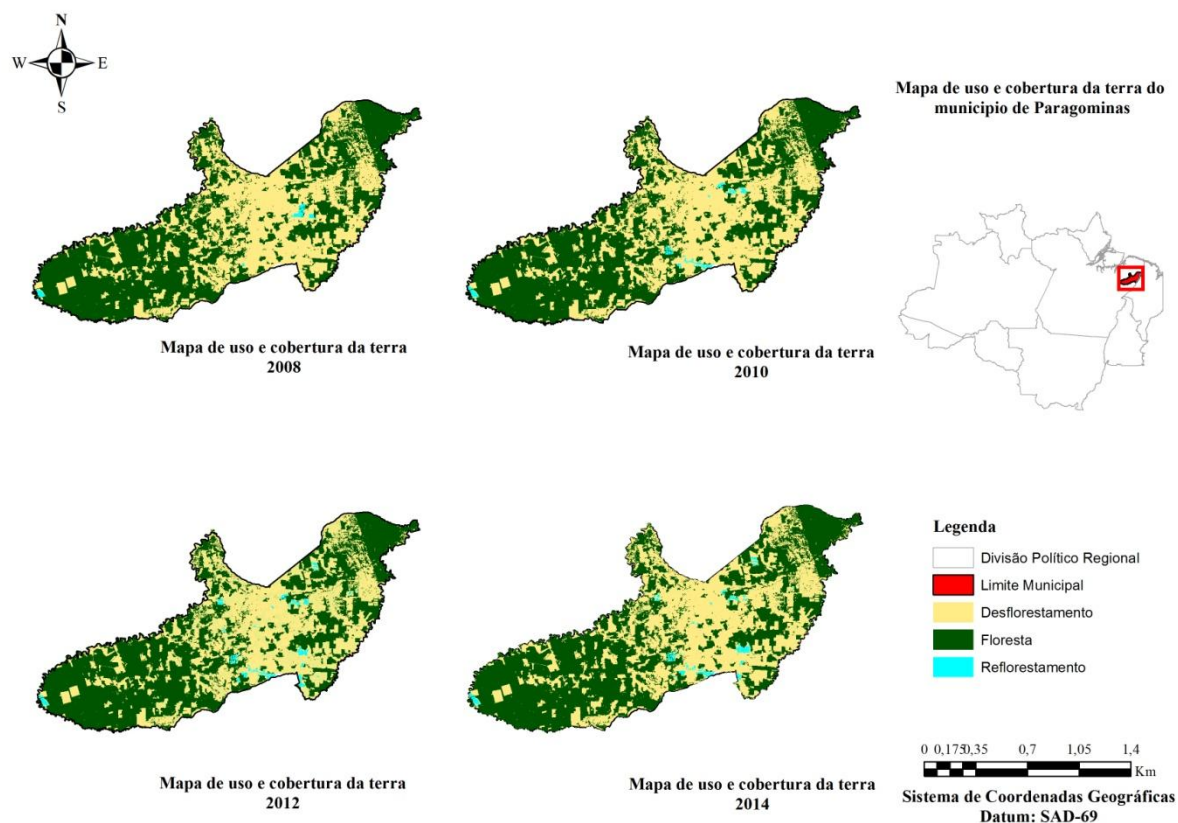 N
W E
S
Mapa de uso e cobertura da terra do
municipio de Paragominas
Mapa de uso e cobertura da terra
2008
Mapa de uso e cobertura da terra
2010
Legenda
Divisão Político Regional
Limite Municipal
Desflorestamento
Floresta
Reflorestamento
Mapa de uso e cobertura da terra
2012
Mapa de uso e cobertura da terra
2014
0 0,175 0,35 0,7 1,05 1,4
Km
Sistema de Coordenadas Geográficas
Datum: SAD-69